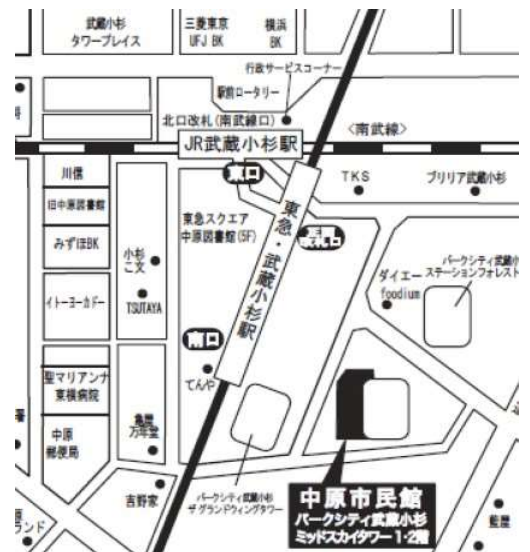 武蔵小杉
タワープレイス
三菱東京
UFJ BK
横浜
BK
行政サービスコーナー
駅前ロータリー
北口改札(南武線口)
<南武線>
JR武蔵小杉駅
東口
川信
旧中原図書館
みずほBK
イトーヨーカドー
聖マリアンナ
東横病院
中原
郵便局
小杉
ご文
TSUTAYA
亀屋
万年堂
吉野家
東急スクエア
中原図書館(5F)
東急・武蔵小杉駅
正面
改札口
南口
てんや
TKS
ブリリア武蔵小杉
パークシティ武蔵小
ステーションフォレスト
ダイエー
foodium
パークシティ武蔵小杉
ザ グランドウィングタワー
中原市民館
パークシティ武蔵小杉
ミッドスカイタワー1・2階
藍屋
ランド